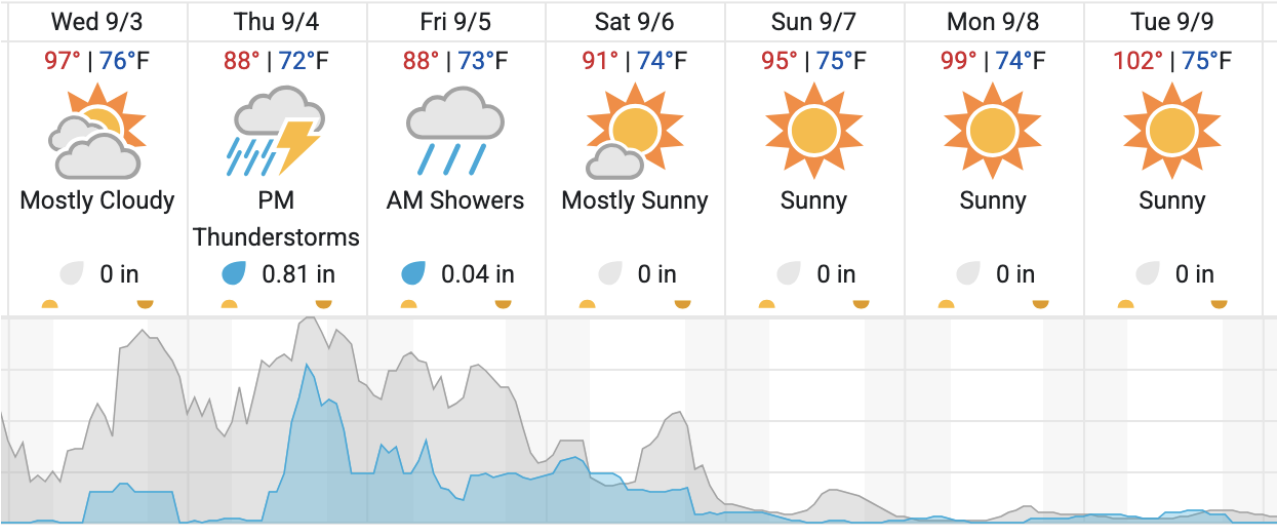 Wed 9/3 Thu 9/4 Fri 9/5 Sat 9/6 Sun 9/7 Mon 9/8 Tue 9/9
97° | 76°F 88° | 72°F 88° | 73°F 91° | 74°F 95° | 75°F 99° | 74°F 102° | 75°F
Mostly Cloudy PM AM Showers Mostly Sunny Sunny Sunny Sunny
Thunderstorms
0 in 0.81 in 0.04 in 0 in 0 in 0 in 0 in